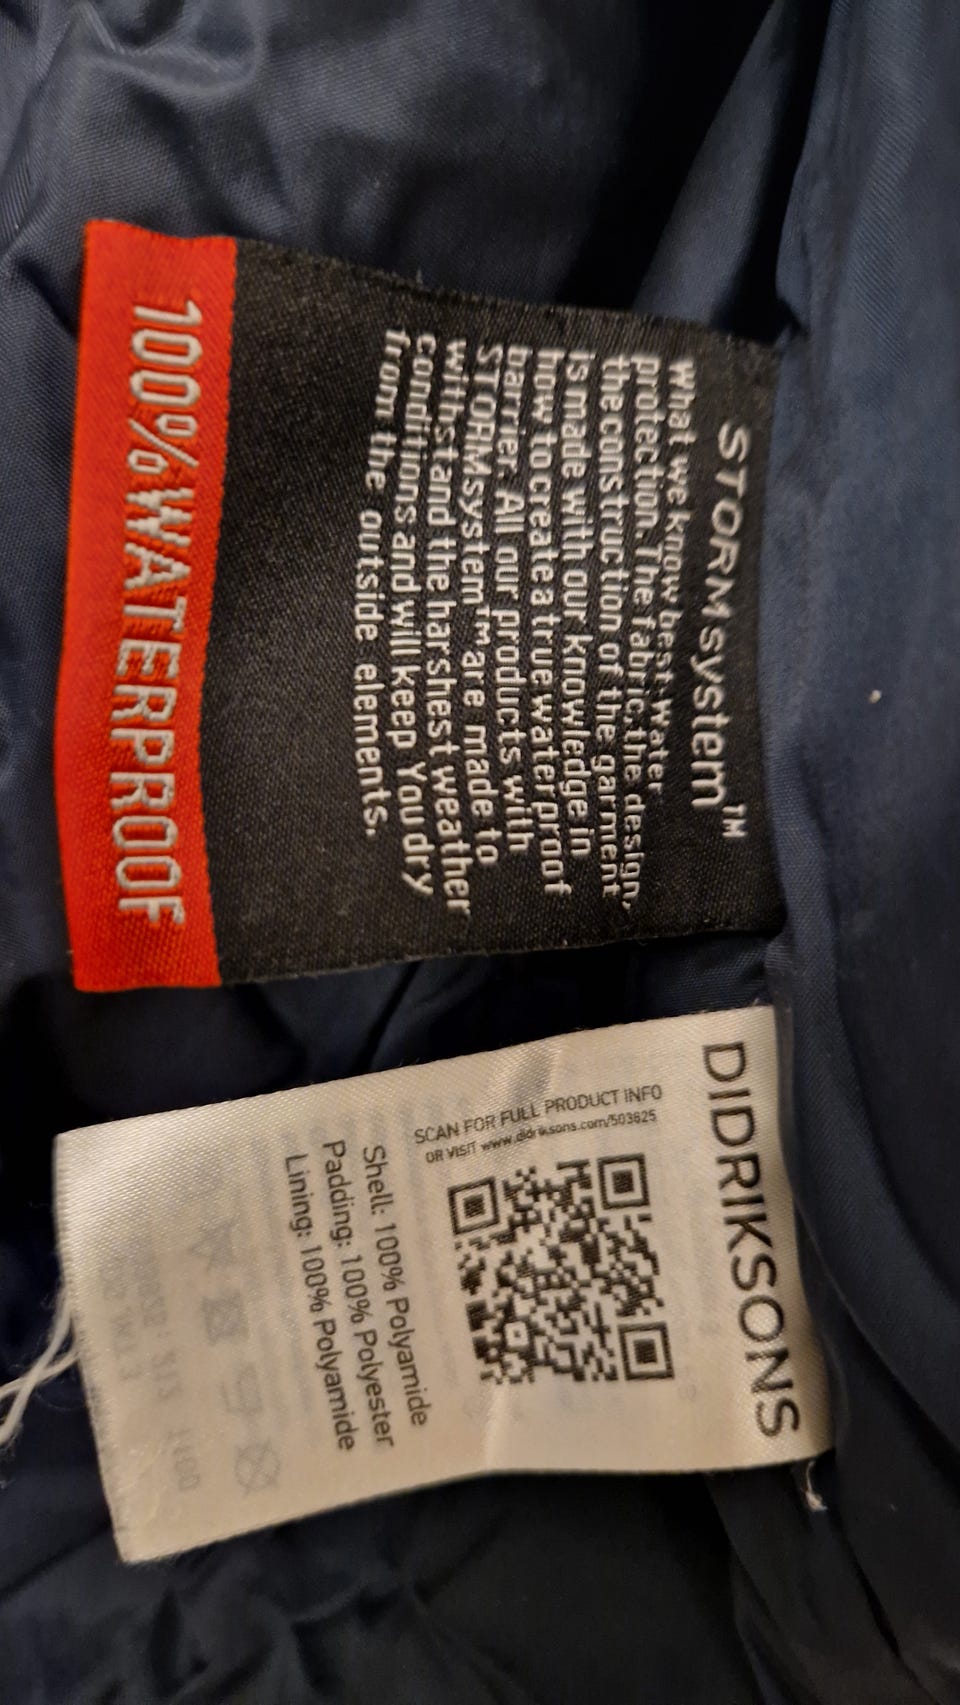 STORMsystem™
What we know best: water
protection. The fabric, the design,
the construction of the garment
is made with our knowledge in
how to create a true waterproof
barrier. All our products with
STORMsystem™ are made to
withstand the harshest weather
conditions and will keep You dry
from the outside elements.
100% WATERPROOF
DIDRIKSONS
SCAN FOR FULL PRODUCT INFO
OR VISIT www.didriksons.com/503625
Shell: 100% Polyamide
Padding: 100% Polyester
Lining: 100% Polyamide